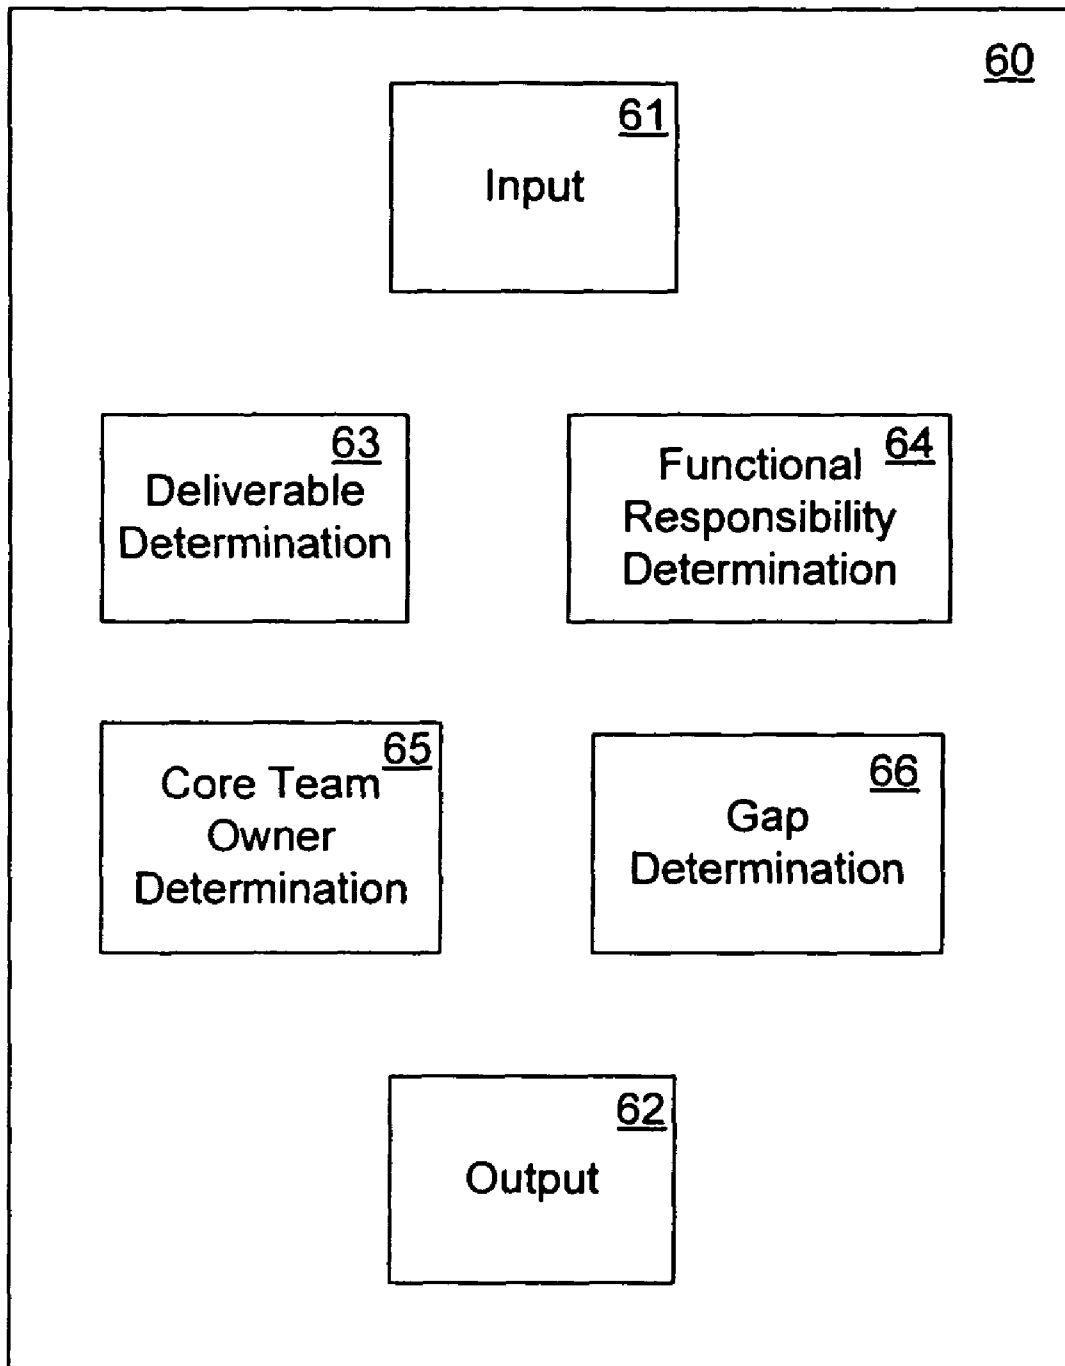 60
61
Input
63
Deliverable
Determination
64
Functional
Responsibility
Determination
65
Core Team
Owner
Determination
66
Gap
Determination
62
Output